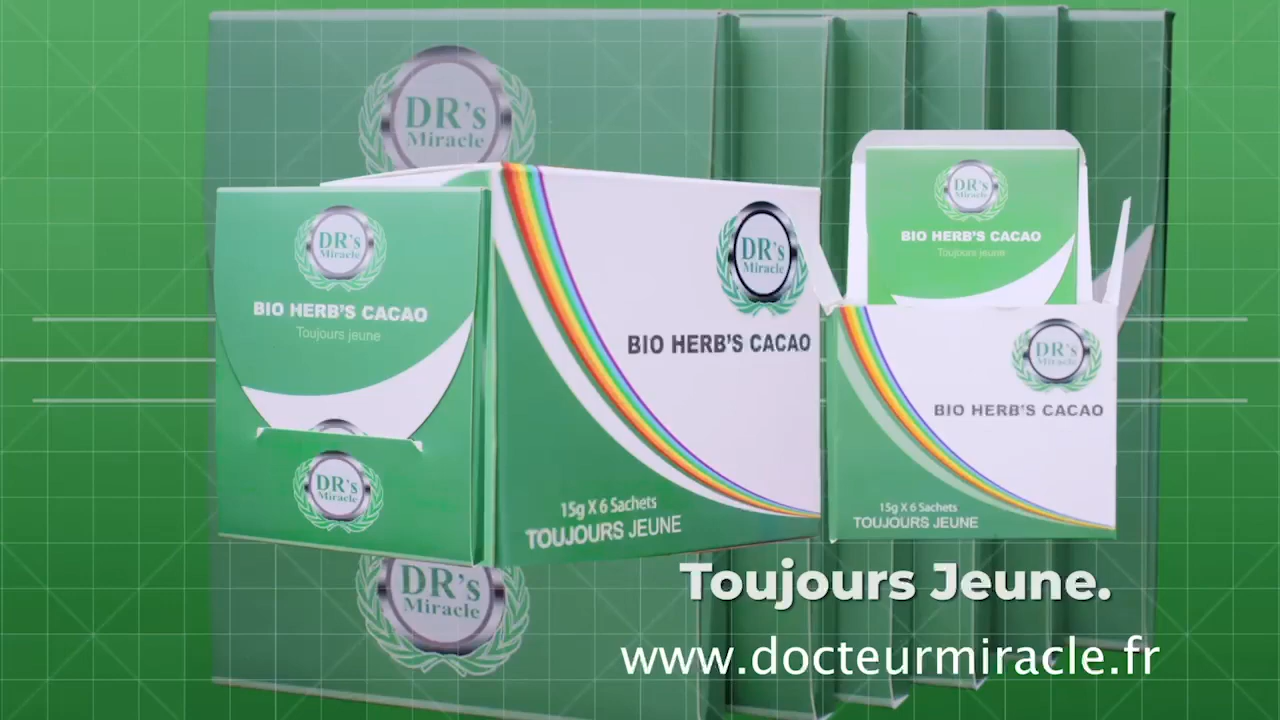 DR's
Miracle
DR's
Miracle
BIO HERB'S CACAO
Toujours jeune
DR's
Miracle
DR's
Miracle
BIO HERB'S CACAO
15g X 6 Sachets
TOUJOURS JEUNE
DR's
Miracle
BIO HERB'S CACAO
Toujours jeune
DR's
Miracle
BIO HERB'S CACAO
15g X 6 Sachets
TOUJOURS JEUNE
DR's
Miracle
Toujours Jeune.
www.docteurmiracle.fr